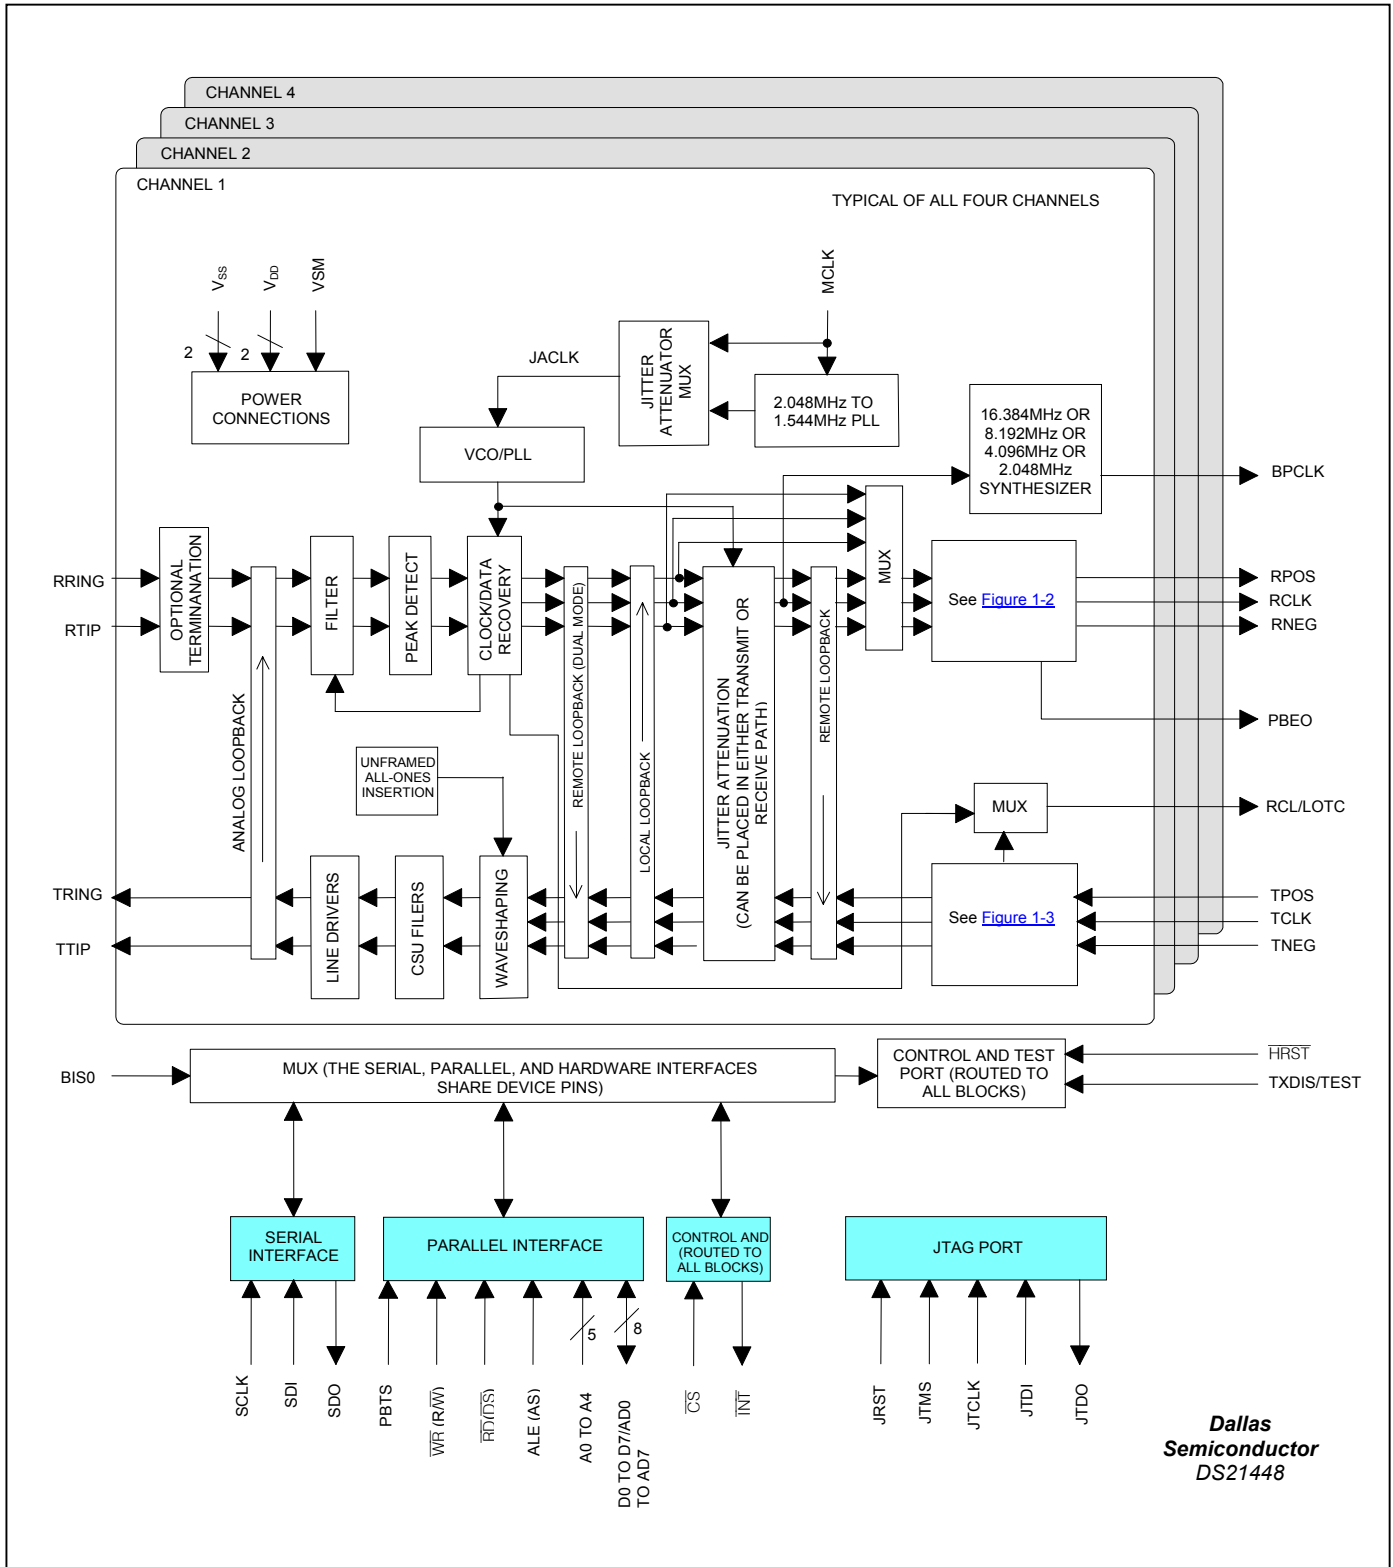 CHANNEL 4
CHANNEL 3
CHANNEL 2
CHANNEL 1
TYPICAL OF ALL FOUR CHANNELS
VSS
VDD
VSM
MCLK
2
2
POWER
CONNECTIONS
JACLK
JITTER
ATTENUATOR
MUX
2.048MHz TO
1.544MHz PLL
16.384MHz OR
8.192MHz OR
4.096MHz OR
2.048MHz
SYNTHESIZER
BPCLK
VCO/PLL
RRING
RTIP
OPTIONAL
TERMINANATION
ANALOG LOOPBACK
FILTER
PEAK DETECT
CLOCK/DATA
RECOVERY
REMOTE LOOPBACK (DUAL MODE)
LOCAL LOOPBACK
JITTER ATTENUATION
(CAN BE PLACED IN EITHER TRANSMIT OR
RECEIVE PATH)
REMOTE LOOPBACK
MUX
See Figure 1-2
RPOS
RCLK
RNEG
PBEO
UNFRAMED
ALL-ONES
INSERTION
MUX
RCL/LOTC
TRING
TTIP
LINE DRIVERS
CSU FILERS
WAVESHAPING
See Figure 1-3
TPOS
TCLK
TNEG
BIS0
MUX (THE SERIAL, PARALLEL, AND HARDWARE INTERFACES
SHARE DEVICE PINS)
CONTROL AND TEST
PORT (ROUTED TO
ALL BLOCKS)
HRST
TXDIS/TEST
SERIAL
INTERFACE
PARALLEL INTERFACE
CONTROL AND
(ROUTED TO
ALL BLOCKS)
JTAG PORT
5
8
SCLK
SDI
SDO
PBTS
WR (R/W)
RD(DS)
ALE (AS)
A0 TO A4
D0 TO D7/AD0
TO AD7
CS
INT
JRST
JTMS
JTCLK
JTDI
JTDO
Dallas
Semiconductor
DS21448